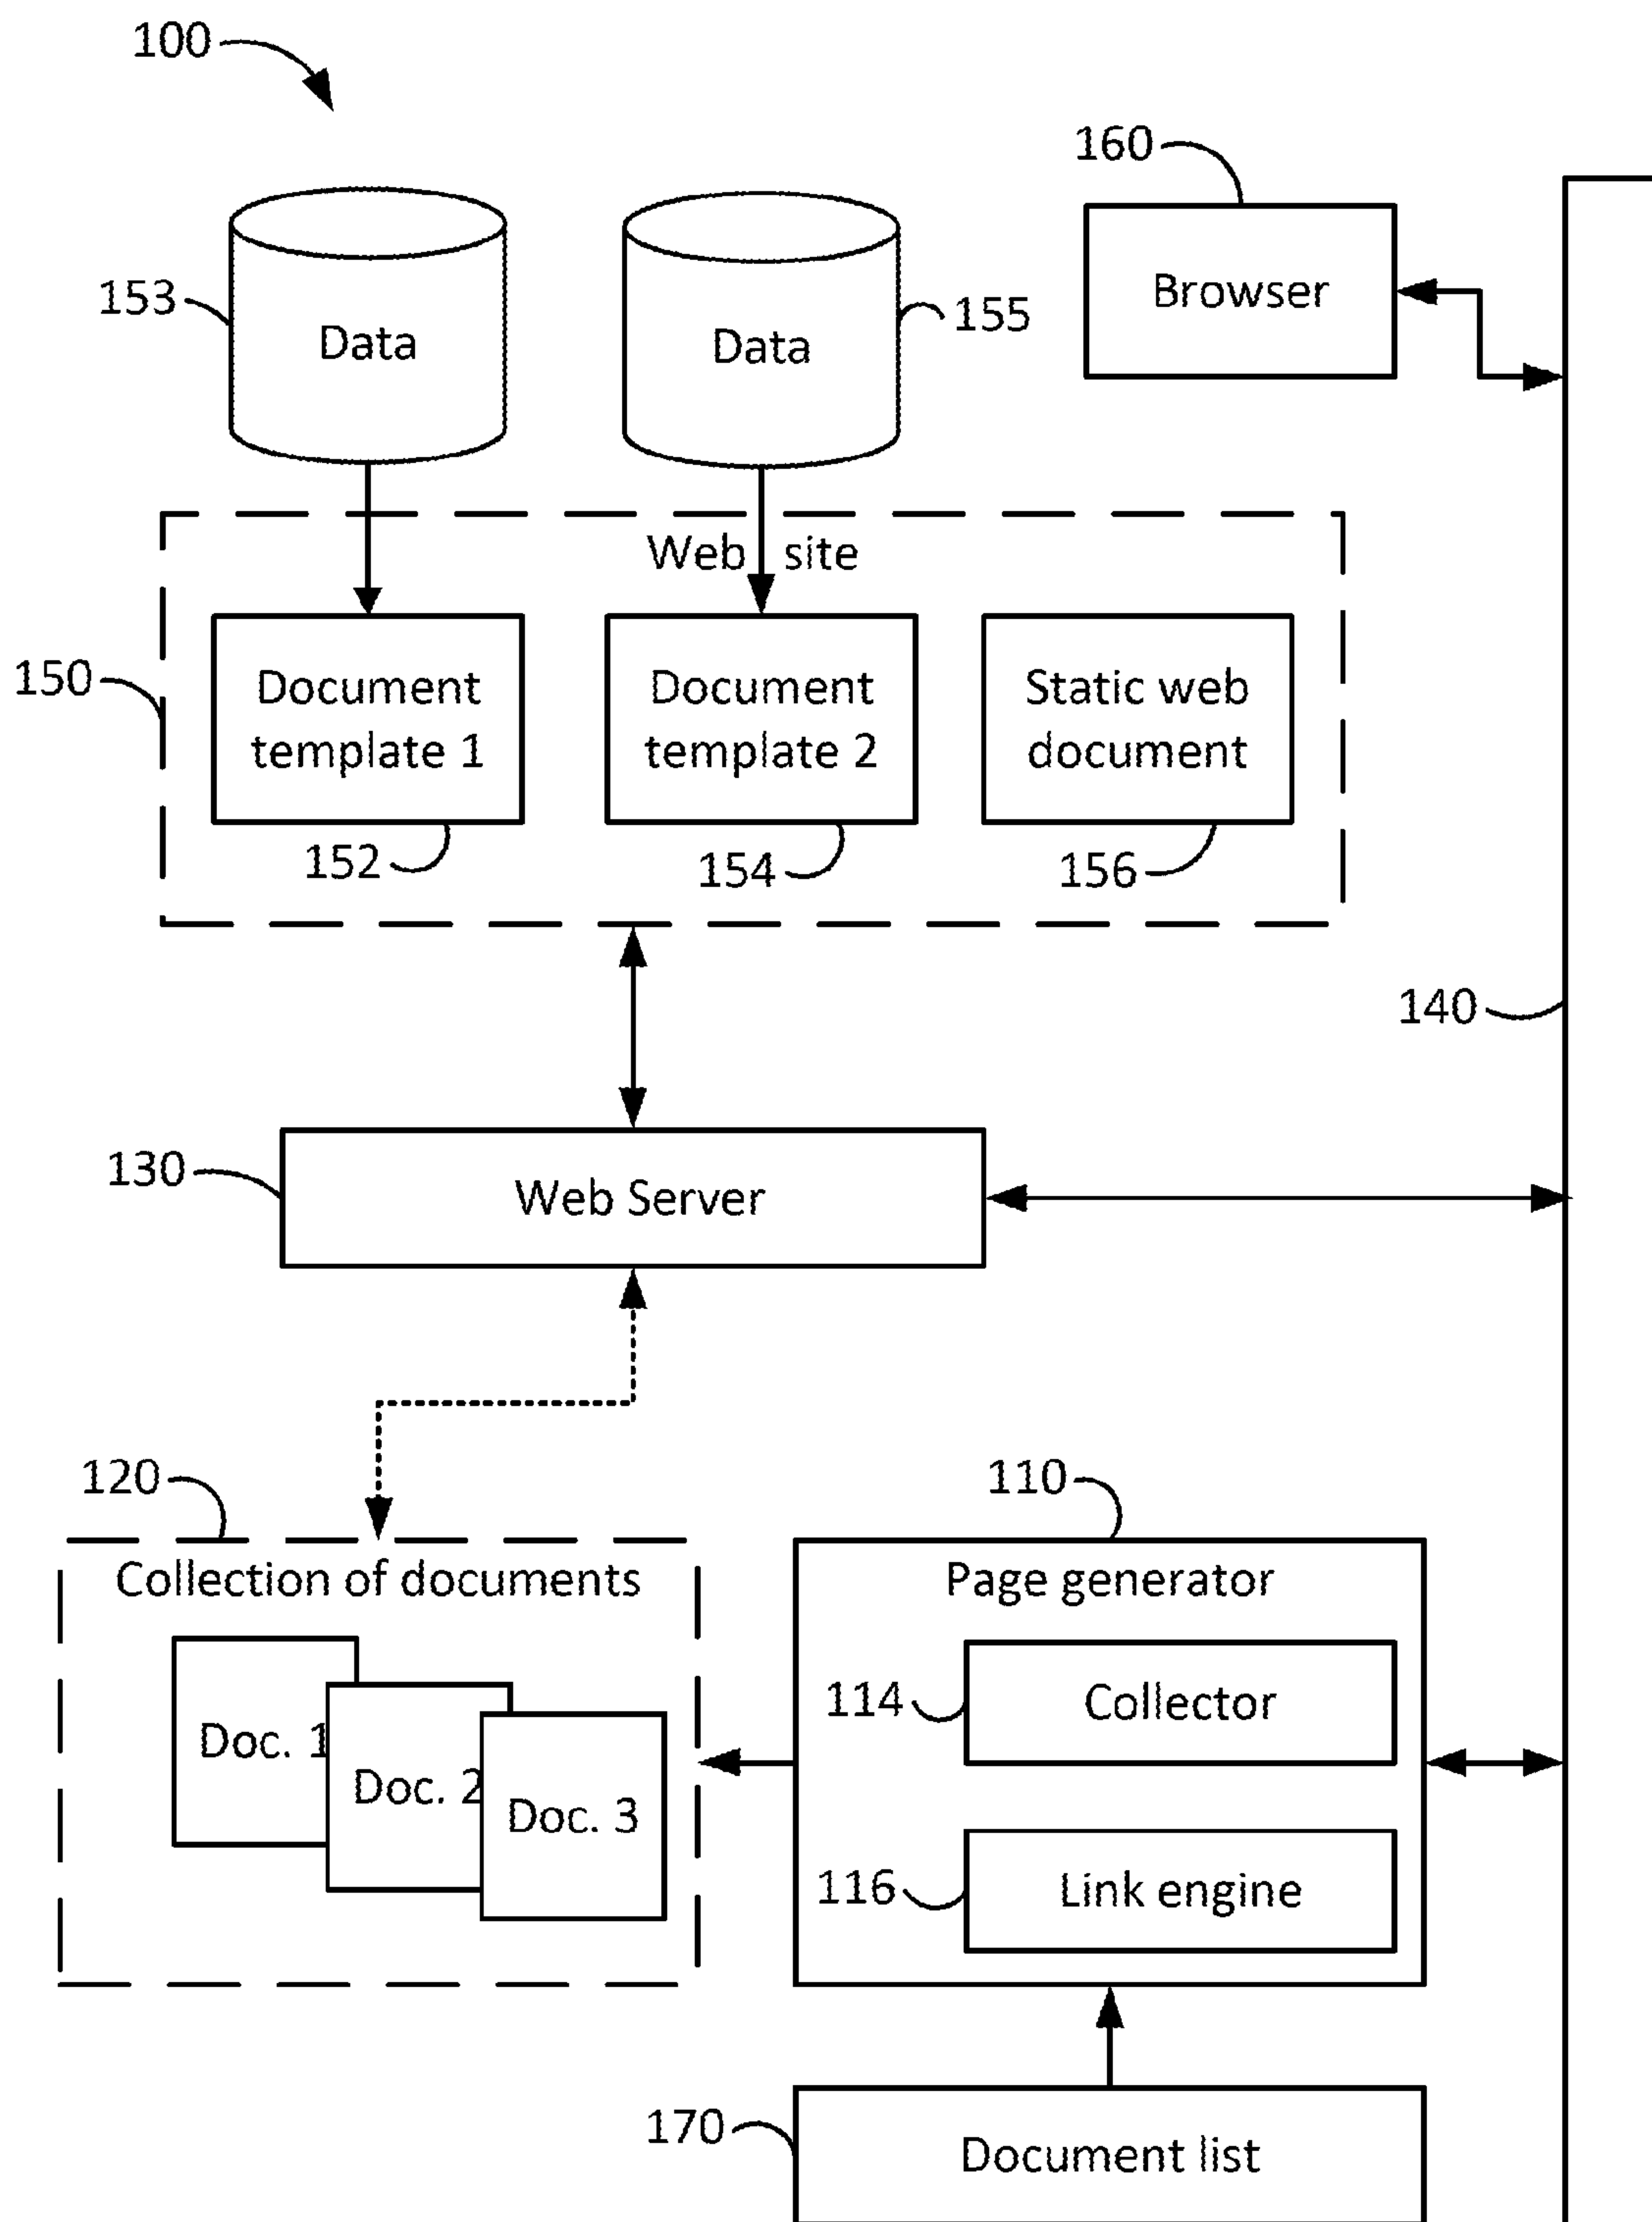 100
160
153
Data
Data
155
Browser
Web site
150
Document
template 1
Document
template 2
Static web
document
152
154
156
140
130
Web Server
120
110
Collection of documents
Page generator
Doc. 1
Doc. 2
Doc. 3
114
Collector
116
Link engine
170
Document list